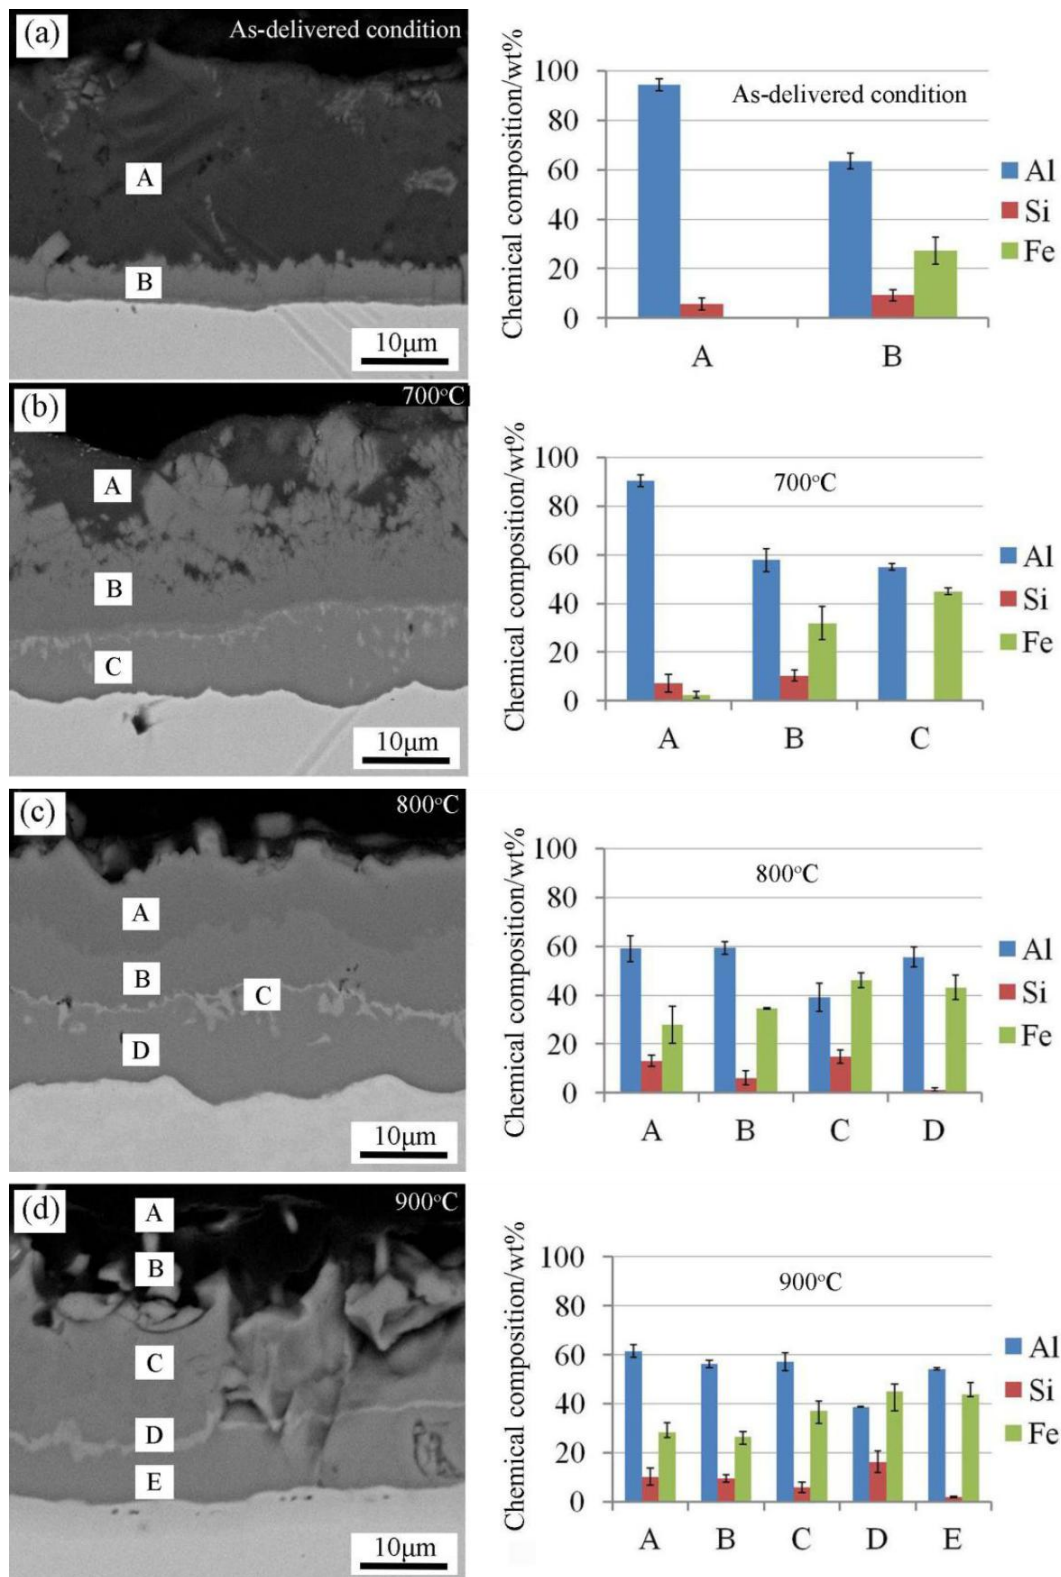 (a)
As-delivered condition
A
B
10μm
Chemical composition/wt%
100
80
60
40
20
0
As-delivered condition
A
B
Al
Si
Fe
(b)
700°C
A
B
C
10μm
Chemical composition/wt%
100
80
60
40
20
0
700°C
A
B
C
Al
Si
Fe
(c)
800°C
A
B
C
D
10μm
Chemical composition/wt%
100
80
60
40
20
0
800°C
A
B
C
D
Al
Si
Fe
(d)
900°C
A
B
C
D
E
10μm
Chemical composition/wt%
100
80
60
40
20
0
900°C
A
B
C
D
E
Al
Si
Fe